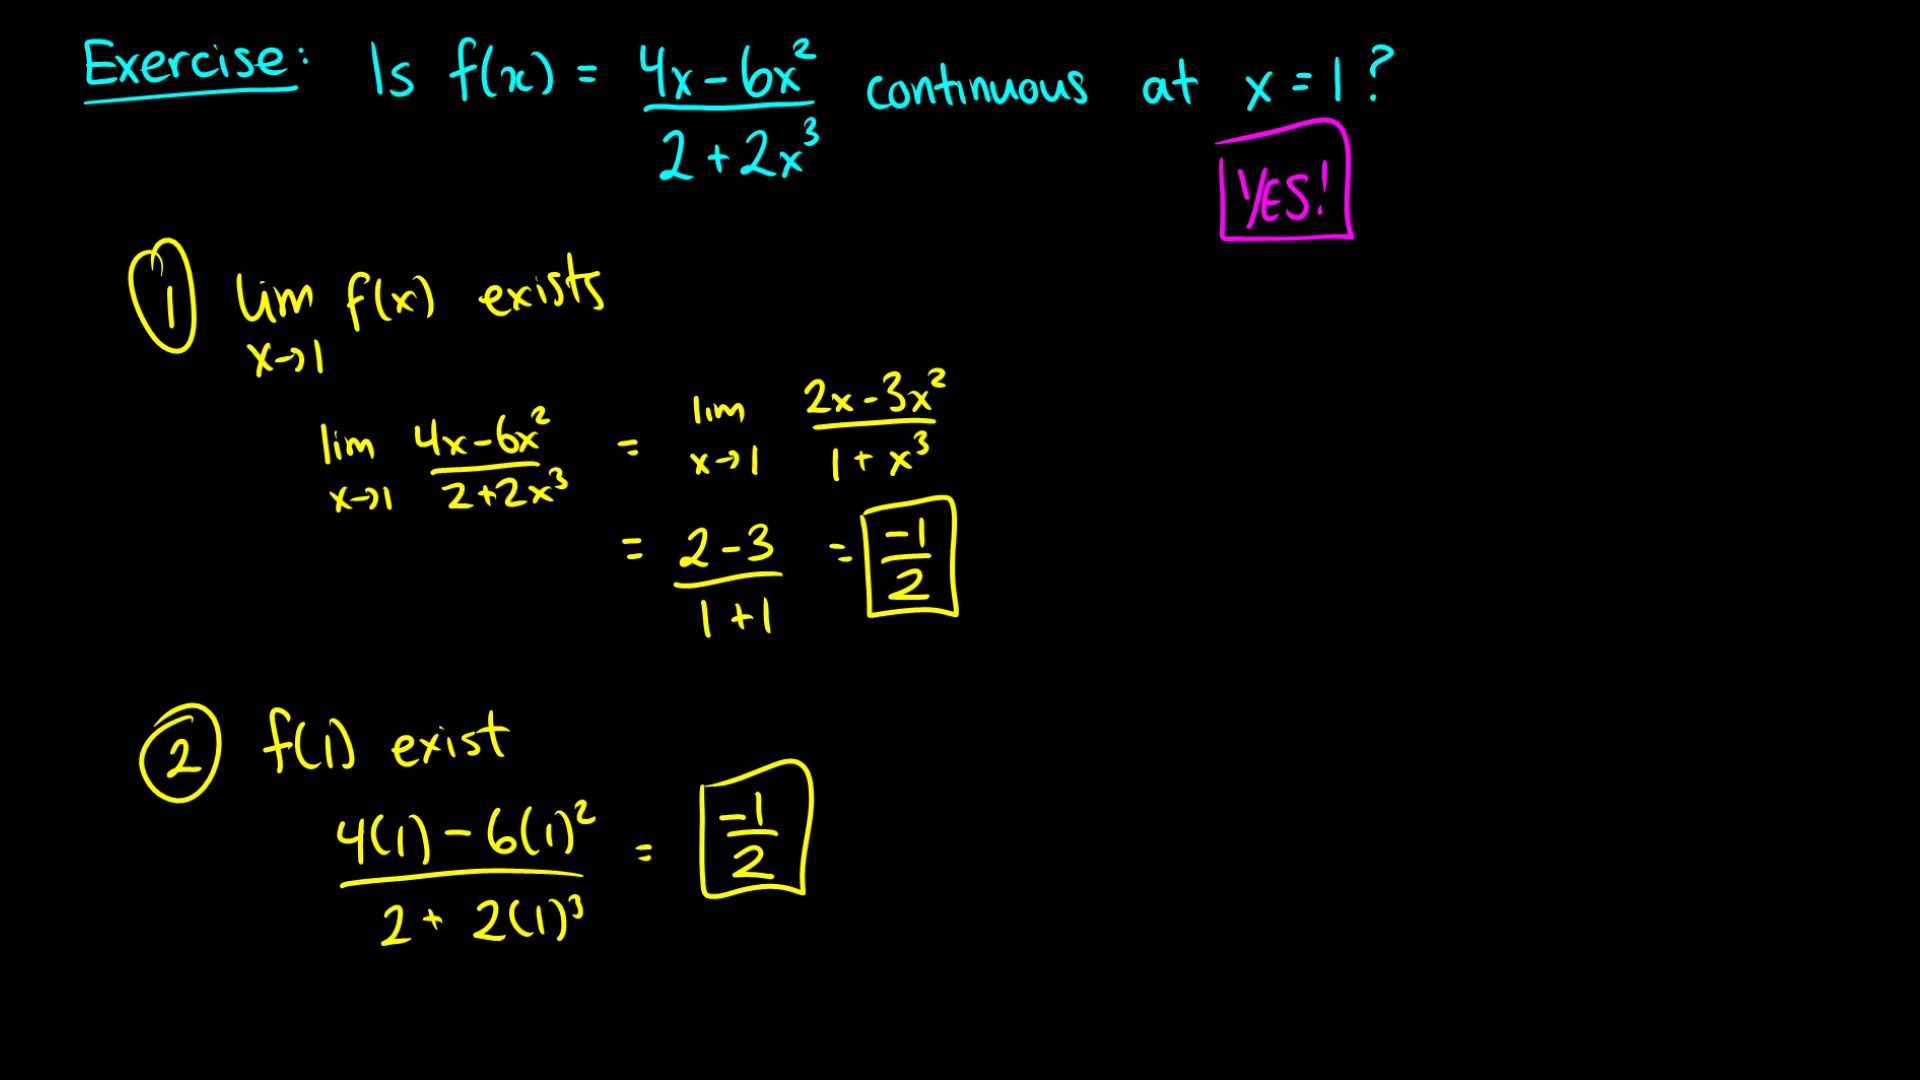 Exercise: Is f(x) = (4x - 6x²)/(2 + 2x³) continuous at x = 1?
YES!
① lim x→1 f(x) exists
lim x→1 (4x - 6x²)/(2 + 2x³) = lim x→1 (2x - 3x²)/(1 + x³)
= (2 - 3)/(1 + 1) = -1/2
② f(1) exist
(4(1) - 6(1)²)/(2 + 2(1)³) = -1/2